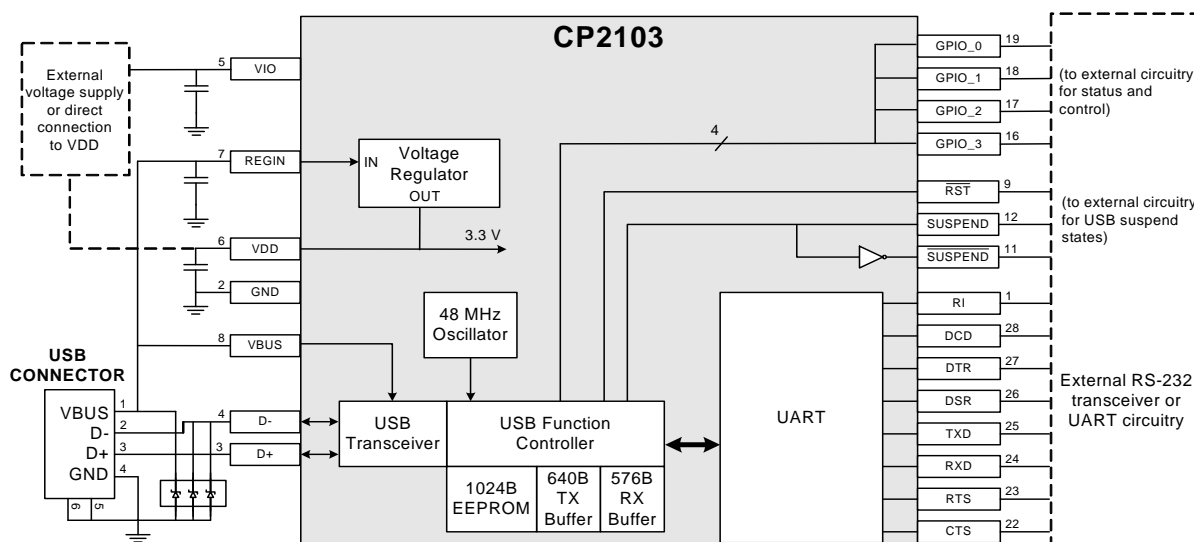 CP2103
External
voltage supply
or direct
connection
to VDD
5
VIO
7
REGIN
IN
Voltage
Regulator
OUT
6
VDD
3.3 V
2
GND
48 MHz
Oscillator
8
VBUS
USB
CONNECTOR
VBUS
1
D-
2
D+
3
GND
4
6
5
4
D-
3
D+
USB
Transceiver
USB Function
Controller
1024B
EEPROM
640B
TX
Buffer
576B
RX
Buffer
UART
4
GPIO_0
19
GPIO_1
18
GPIO_2
17
GPIO_3
16
RST
9
SUSPEND
12
SUSPEND
11
RI
1
DCD
28
DTR
27
DSR
26
TXD
25
RXD
24
RTS
23
CTS
22
(to external circuitry
for status and
control)
(to external circuitry
for USB suspend
states)
External RS-232
transceiver or
UART circuitry